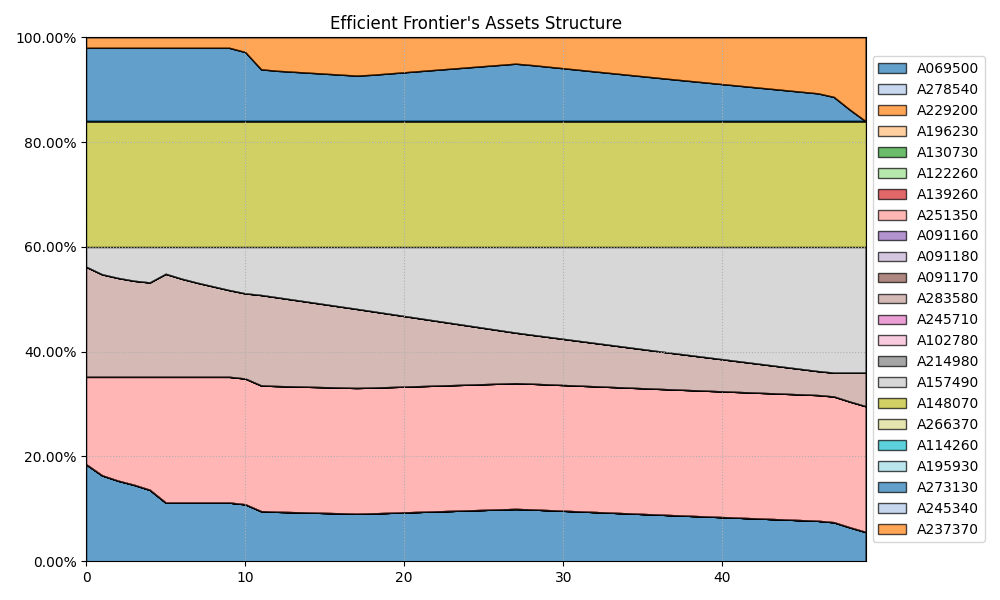 Efficient Frontier's Assets Structure
100.00%
80.00%
60.00%
40.00%
20.00%
0.00%
0
10
20
30
40
A069500
A278540
A229200
A196230
A130730
A122260
A139260
A251350
A091160
A091180
A091170
A283580
A245710
A102780
A214980
A157490
A148070
A266370
A114260
A195930
A273130
A245340
A237370